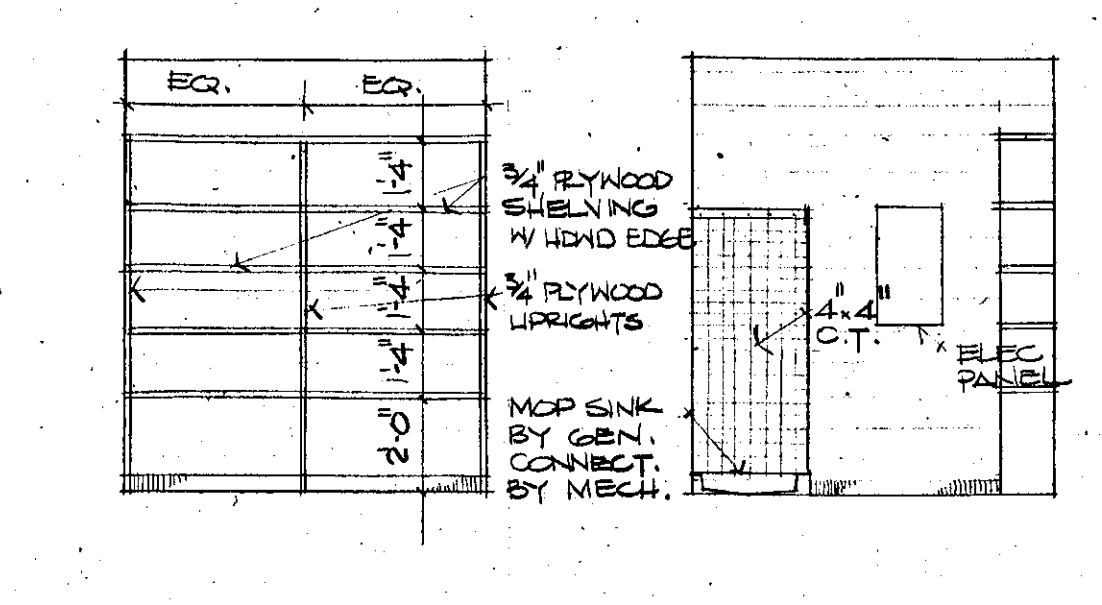 EQ.
EQ.
1'-4"
1'-4"
1'-4"
1'-4"
2'-0"
3/4" PLYWOOD
SHELVING
W/ HDWD EDGE
3/4" PLYWOOD
UPRIGHTS
MOP SINK
BY GEN.
CONNECT.
BY MECH.
4"x4"
C.T.
ELEC
PANEL